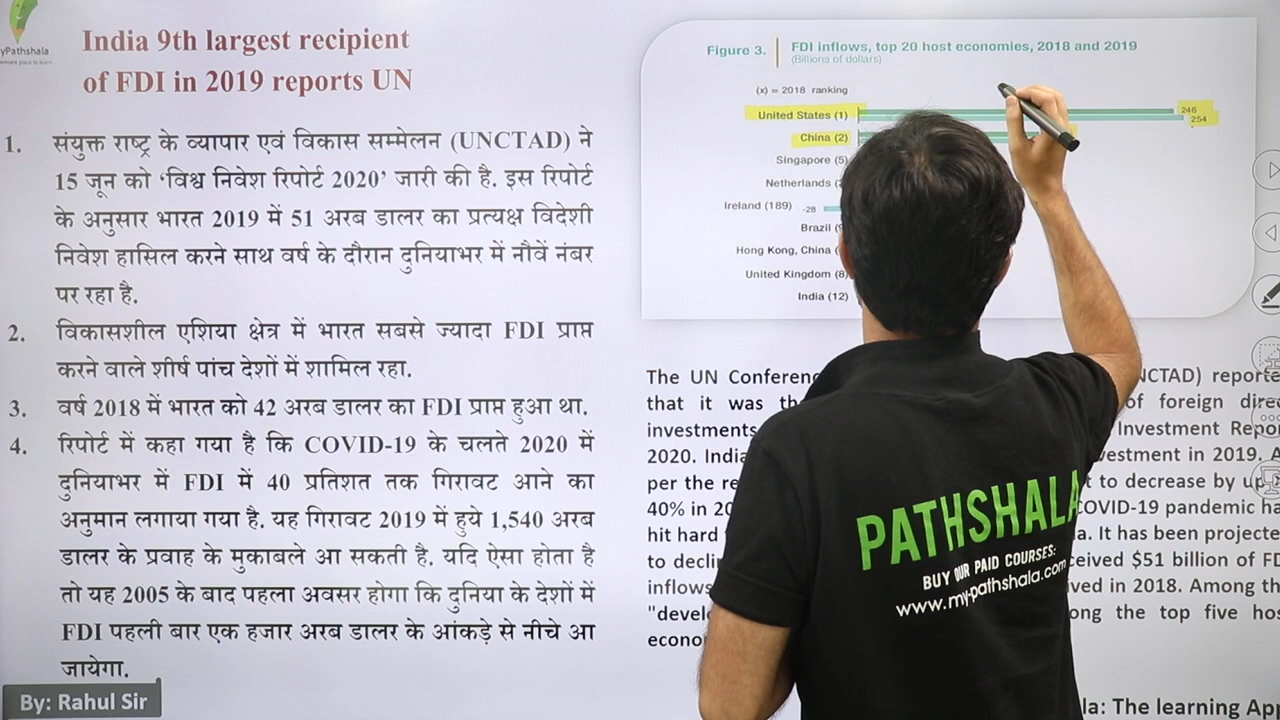 yPathshala
India 9th largest recipient
of FDI in 2019 reports UN
1. संयुक्त राष्ट्र के व्यापार एवं विकास सम्मेलन (UNCTAD) ने
15 जून को ‘विश्व निवेश रिपोर्ट 2020’ जारी की है. इस रिपोर्ट
के अनुसार भारत 2019 में 51 अरब डालर का प्रत्यक्ष विदेशी
निवेश हासिल करने साथ वर्ष के दौरान दुनियाभर में नौवें नंबर
पर रहा है.
2. विकासशील एशिया क्षेत्र में भारत सबसे ज्यादा FDI प्राप्त
करने वाले शीर्ष पांच देशों में शामिल रहा.
3. वर्ष 2018 में भारत को 42 अरब डालर का FDI प्राप्त हुआ था.
4. रिपोर्ट में कहा गया है कि COVID-19 के चलते 2020 में
दुनियाभर में FDI में 40 प्रतिशत तक गिरावट आने का
अनुमान लगाया गया है. यह गिरावट 2019 में हुये 1,540 अरब
डालर के प्रवाह के मुकाबले आ सकती है. यदि ऐसा होता है
तो यह 2005 के बाद पहला अवसर होगा कि दुनिया के देशों में
FDI पहली बार एक हजार अरब डालर के आंकड़े से नीचे आ
जायेगा.
By: Rahul Sir
Figure 3. FDI inflows, top 20 host economies, 2018 and 2019
(Billions of dollars)
(x) = 2018 ranking
United States (1) 246
254
China (2)
Singapore (5)
Netherlands
Ireland (189) -28
Brazil
Hong Kong, China
United Kingdom (8)
India (12)
The UN Conferenc NCTAD) reporte
that it was th of foreign direc
investments Investment Repor
2020. India vestment in 2019. A
per the re t to decrease by up
40% in 20 COVID-19 pandemic ha
hit hard a. It has been projecte
to declin ceived $51 billion of FD
inflows ived in 2018. Among th
"develo ong the top five hos
econo
PATHSHALA
BUY OUR PAID COURSES:
www.my-pathshala.com
la: The learning App